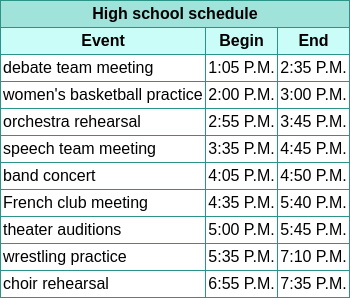 High school schedule
Event Begin End
debate team meeting 1:05 P.M. 2:35 P.M.
women's basketball practice 2:00 P.M. 3:00 P.M.
orchestra rehearsal 2:55 P.M. 3:45 P.M.
speech team meeting 3:35 P.M. 4:45 P.M.
band concert 4:05 P.M. 4:50 P.M.
French club meeting 4:35 P.M. 5:40 P.M.
theater auditions 5:00 P.M. 5:45 P.M.
wrestling practice 5:35 P.M. 7:10 P.M.
choir rehearsal 6:55 P.M. 7:35 P.M.